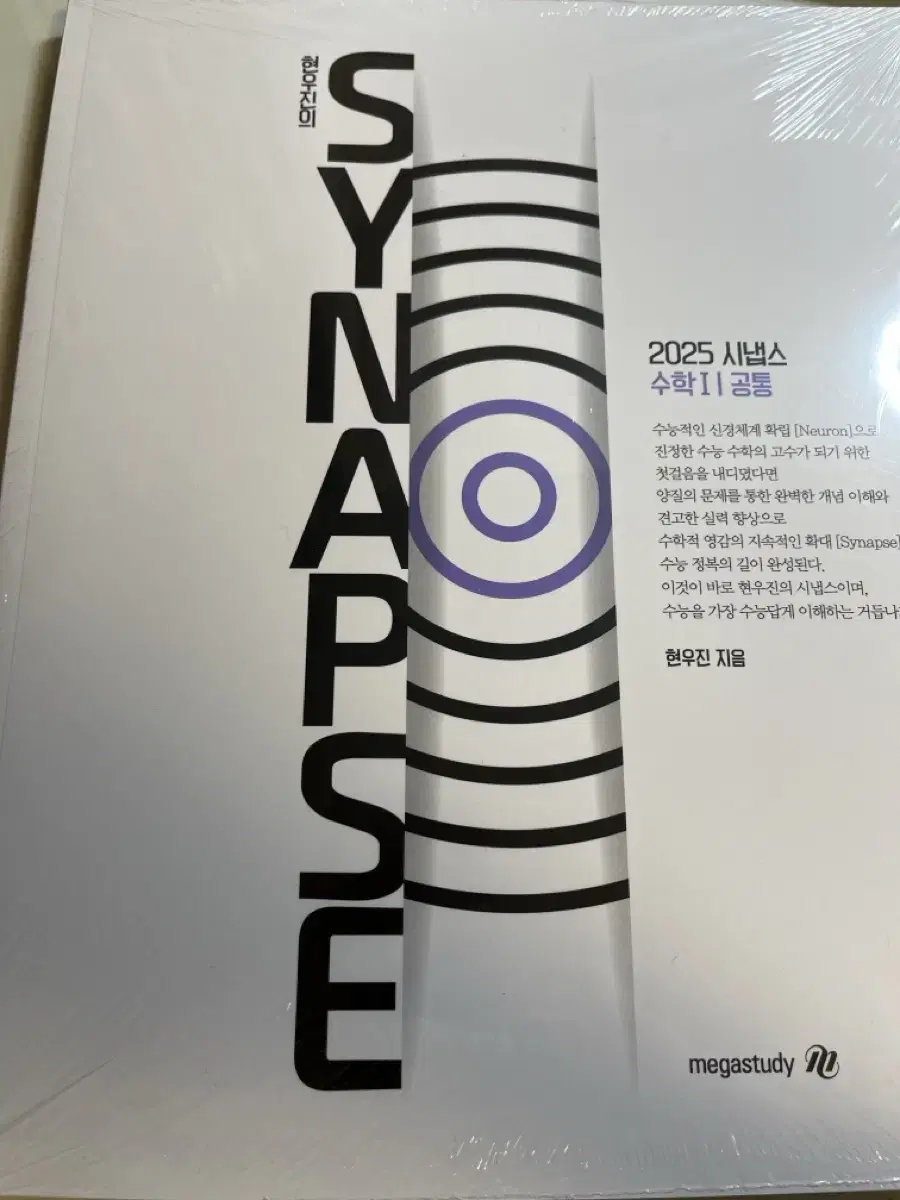 현우진의
SYNAPSE
2025 시냅스
수학 II 공통
수능적인 신경체계 확립 [Neuron]으로
진정한 수능 수학의 고수가 되기 위한
첫걸음을 내디뎠다면
양질의 문제를 통한 완벽한 개념 이해와
견고한 실력 향상으로
수학적 영감의 지속적인 확대 [Synapse]
수능 정복의 길이 완성된다.
이것이 바로 현우진의 시냅스이며,
수능을 가장 수능답게 이해하는 거듭나
현우진 지음
megastudy